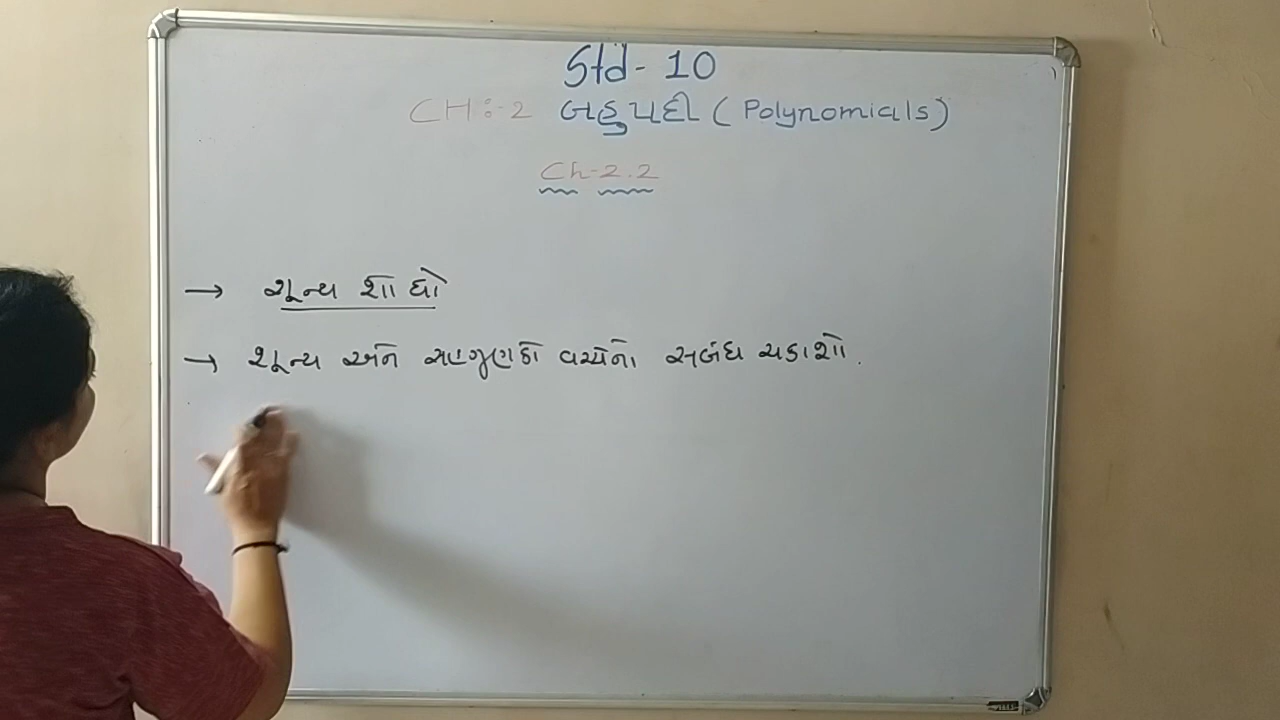 Std- 10
CH:-2 બહુપદી ( Polynomials )
Ch-2.2
→ શૂન્ય શોધો
→ શૂન્ય અને સહગુણકો વચ્ચેનો સબંધ ચકાશો.